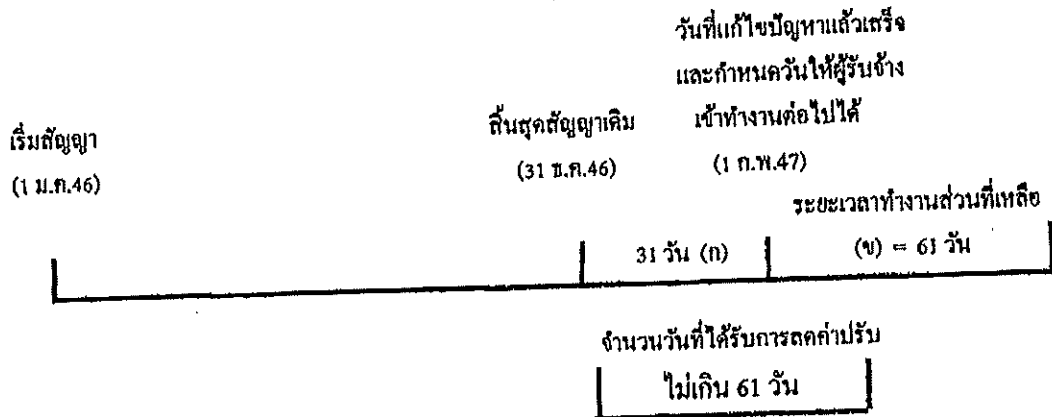 วันที่แก้ไขปัญหาแล้วเสร็จ
และกำหนดวันให้ผู้รับจ้าง
เริ่มสัญญา สิ้นสุดสัญญาเดิม เข้าทำงานต่อไปได้
(1 ม.ค.46) (31 ธ.ค.46) (1 ก.พ.47)
ระยะเวลาทำงานส่วนที่เหลือ
31 วัน (ก) (ข) = 61 วัน
จำนวนวันที่ได้รับการลดค่าปรับ
ไม่เกิน 61 วัน